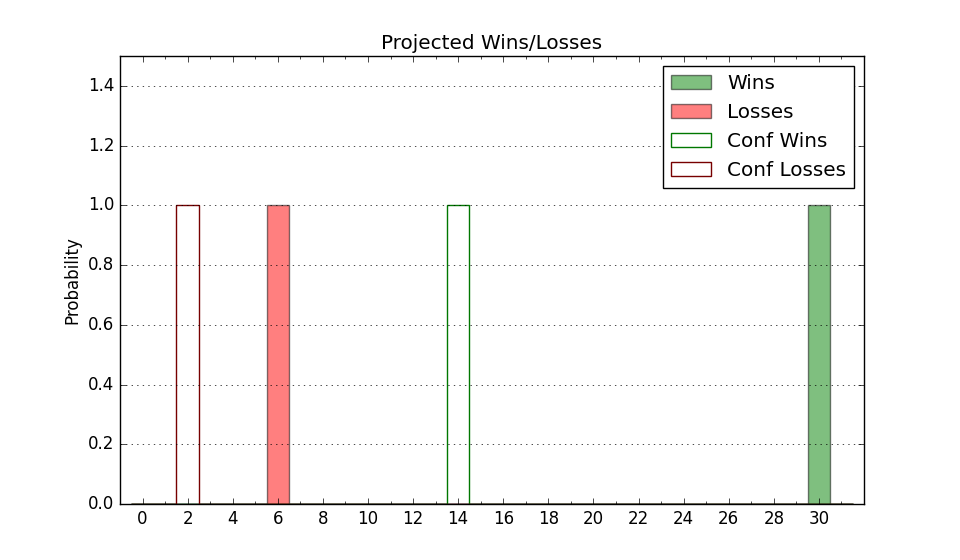 Projected Wins/Losses
Wins
Losses
Conf Wins
Conf Losses
Probability
1.4
1.2
1.0
0.8
0.6
0.4
0.2
0.0
0 2 4 6 8 10 12 14 16 18 20 22 24 26 28 30